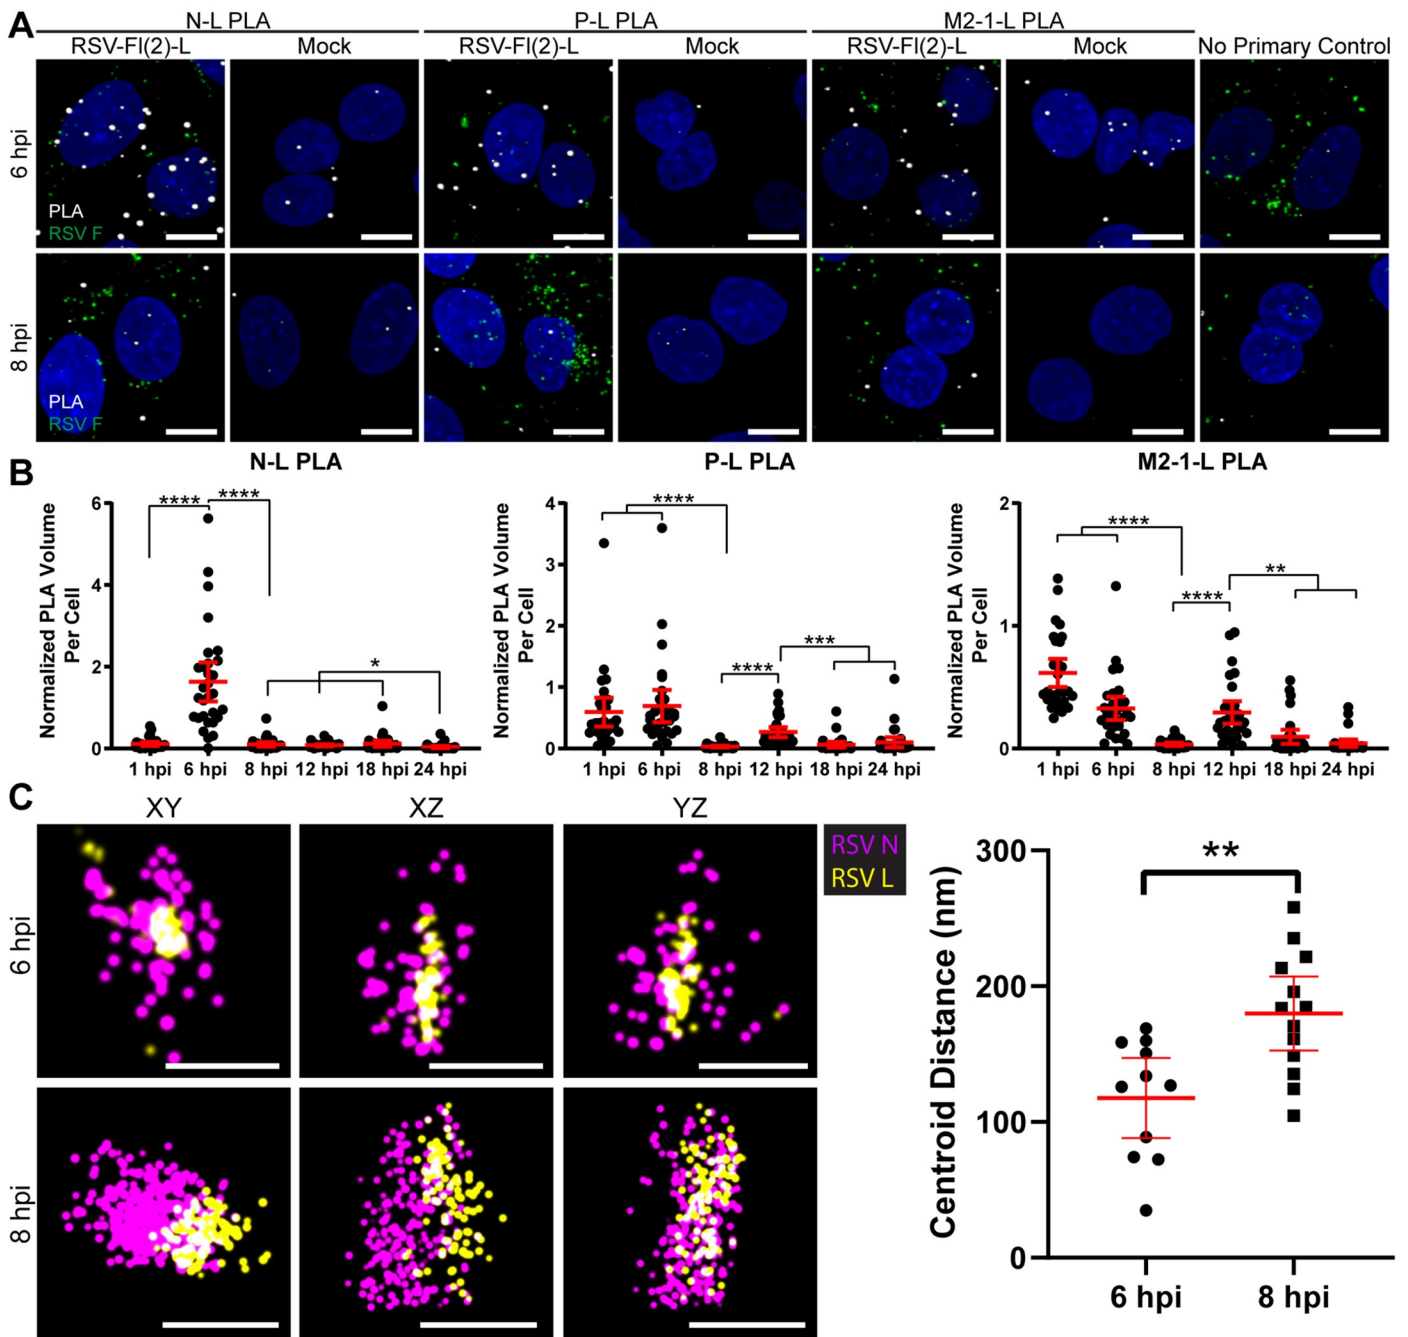 A
N-L PLA P-L PLA M2-1-L PLA
RSV-Fl(2)-L Mock RSV-Fl(2)-L Mock RSV-Fl(2)-L Mock No Primary Control
6 hpi
PLA
RSV F
8 hpi
PLA
RSV F
B
N-L PLA
Normalized PLA Volume
Per Cell
6
4
2
0
**** ****
*
1 hpi 6 hpi 8 hpi 12 hpi 18 hpi 24 hpi
P-L PLA
Normalized PLA Volume
Per Cell
4
3
2
1
0
****
****
***
1 hpi 6 hpi 8 hpi 12 hpi 18 hpi 24 hpi
M2-1-L PLA
Normalized PLA Volume
Per Cell
2
1
0
****
****
**
1 hpi 6 hpi 8 hpi 12 hpi 18 hpi 24 hpi
C
XY XZ YZ
RSV N
RSV L
6 hpi
8 hpi
Centroid Distance (nm)
300
200
100
0
**
6 hpi 8 hpi